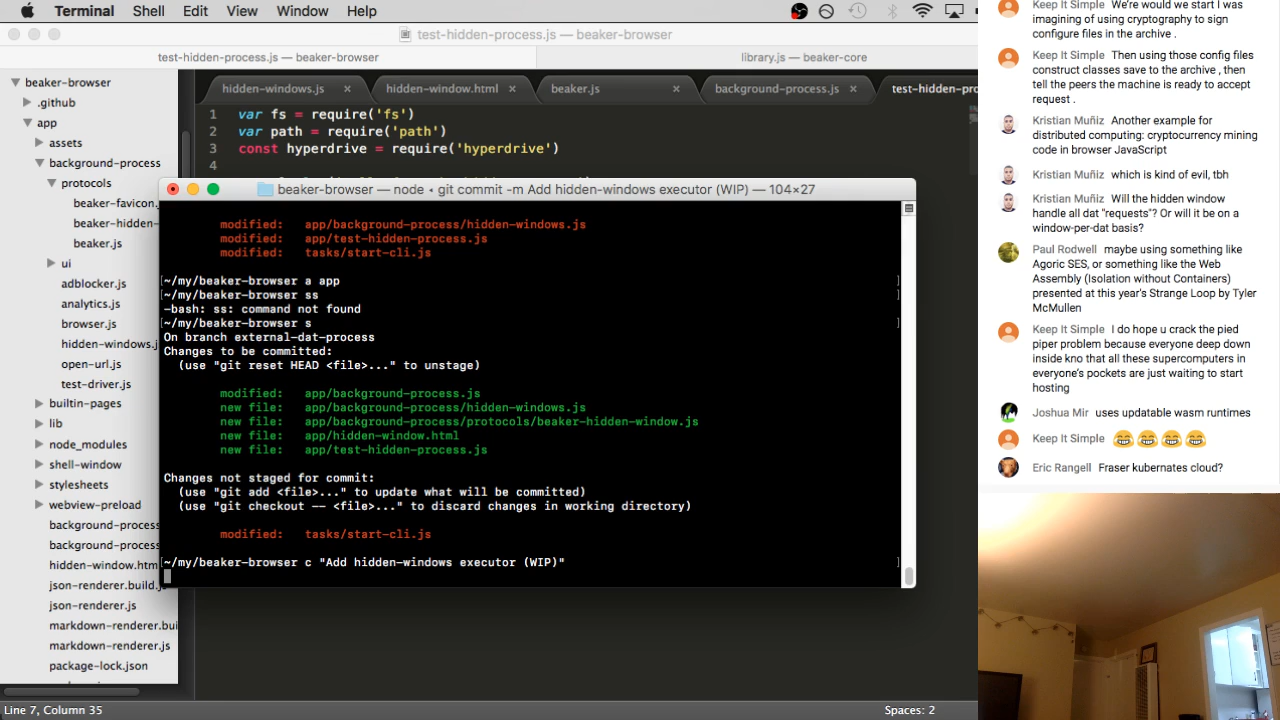 Terminal Shell Edit View Window Help
test-hidden-process.js — beaker-browser
test-hidden-process.js — beaker-browser
library.js — beaker-core
beaker-browser
.github
app
assets
background-process
protocols
beaker-favicon.
beaker-hidden-
beaker.js
ui
adblocker.js
analytics.js
browser.js
hidden-windows.j
open-url.js
test-driver.js
builtin-pages
lib
node_modules
shell-window
stylesheets
webview-preload
background-process
background-process
hidden-window.htm
json-renderer.build.j
json-renderer.js
markdown-renderer.bui
markdown-renderer.js
package-lock.json
hidden-windows.js ×
hidden-window.html ×
beaker.js ×
background-process.js ×
test-hidden-pro
1 var fs = require('fs')
2 var path = require('path')
3 const hyperdrive = require('hyperdrive')
4
beaker-browser — node ◂ git commit -m Add hidden-windows executor (WIP) — 104×27
modified: app/background-process/hidden-windows.js
modified: app/test-hidden-process.js
modified: tasks/start-cli.js
[~/my/beaker-browser a app ]
[~/my/beaker-browser ss ]
-bash: ss: command not found
[~/my/beaker-browser s ]
On branch external-dat-process
Changes to be committed:
(use "git reset HEAD <file>..." to unstage)
modified: app/background-process.js
new file: app/background-process/hidden-windows.js
new file: app/background-process/protocols/beaker-hidden-window.js
new file: app/hidden-window.html
new file: app/test-hidden-process.js
Changes not staged for commit:
(use "git add <file>..." to update what will be committed)
(use "git checkout -- <file>..." to discard changes in working directory)
modified: tasks/start-cli.js
[~/my/beaker-browser c "Add hidden-windows executor (WIP)" ]
Line 7, Column 35
Spaces: 2
Keep It Simple We're would we start I was
imagining of using cryptography to sign
configure files in the archive .
Keep It Simple Then using those config files
construct classes save to the archive , then
tell the peers the machine is ready to accept
request .
Kristian Muñiz Another example for
distributed computing: cryptocurrency mining
code in browser JavaScript
Kristian Muñiz which is kind of evil, tbh
Kristian Muñiz Will the hidden window
handle all dat "requests"? Or will it be on a
window-per-dat basis?
Paul Rodwell maybe using something like
Agoric SES, or something like the Web
Assembly (Isolation without Containers)
presented at this year's Strange Loop by Tyler
McMullen
Keep It Simple I do hope u crack the pied
piper problem because everyone deep down
inside kno that all these supercomputers in
everyone's pockets are just waiting to start
hosting
Joshua Mir uses updatable wasm runtimes
Keep It Simple 😂😂😂😂
Eric Rangell Fraser kubernates cloud?